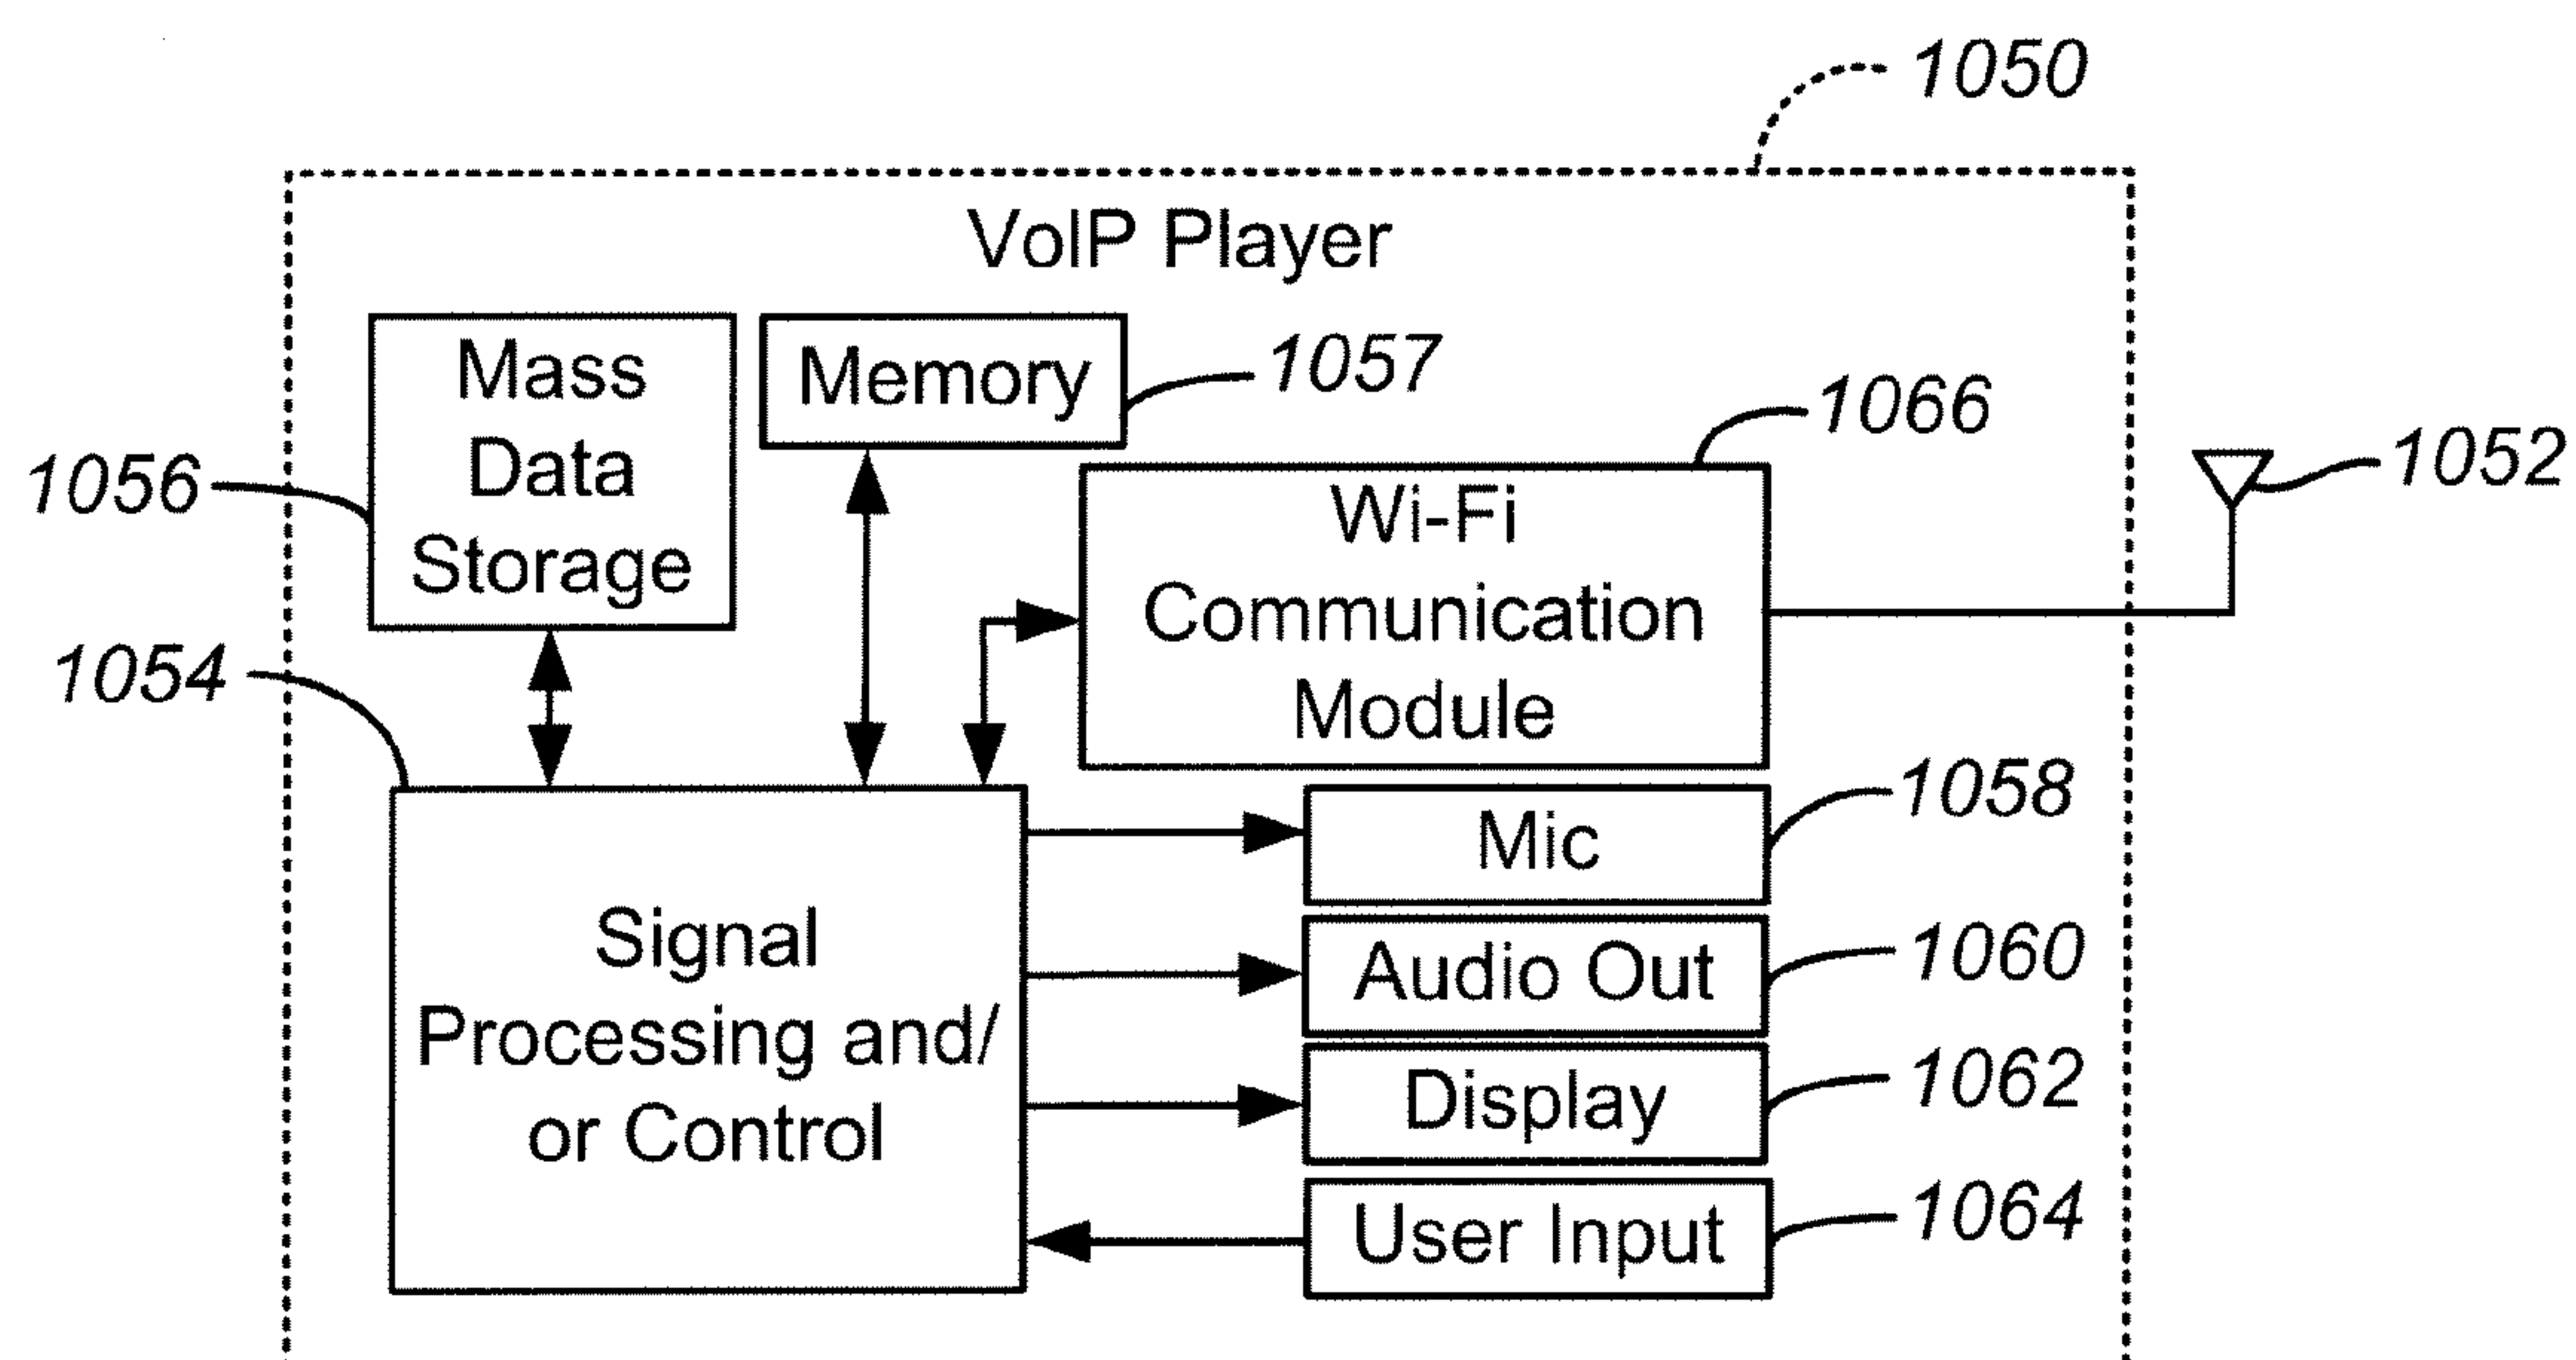 1050
VoIP Player
Mass
Data
Storage
Memory
1057
1066
1056
1052
Wi-Fi
Communication
Module
1054
1058
Mic
Signal
Processing and/
or Control
Audio Out
1060
Display
1062
User Input
1064